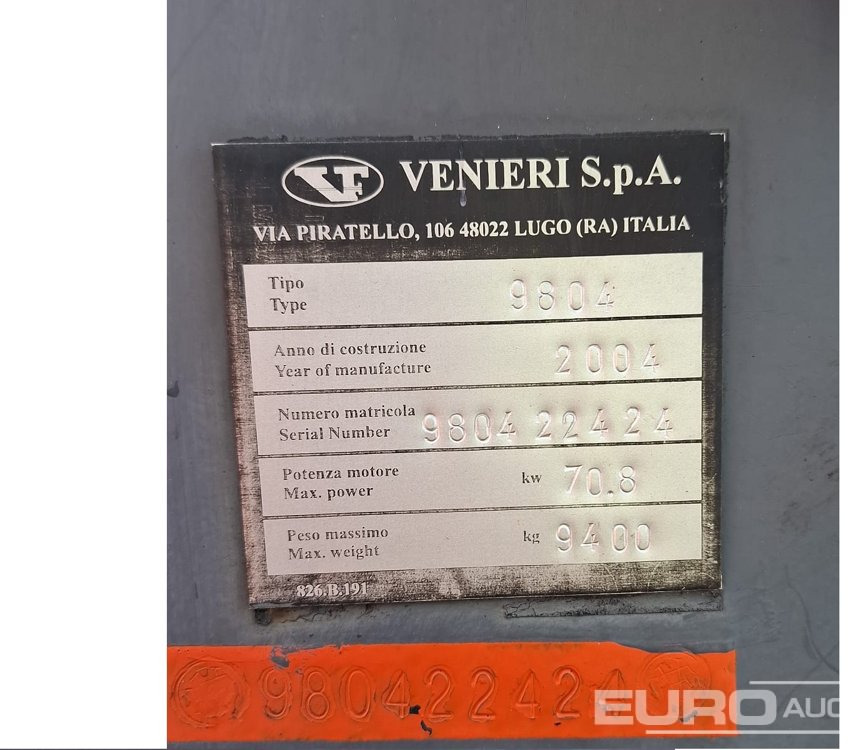 VF VENIERI S.p.A.
VIA PIRATELLO, 106 48022 LUGO (RA) ITALIA
Tipo
Type 9804
Anno di costruzione
Year of manufacture 2004
Numero matricola
Serial Number 980422424
Potenza motore
Max. power kw 70.8
Peso massimo
Max. weight kg 9400
826.B.191
980422424
EURO AUC